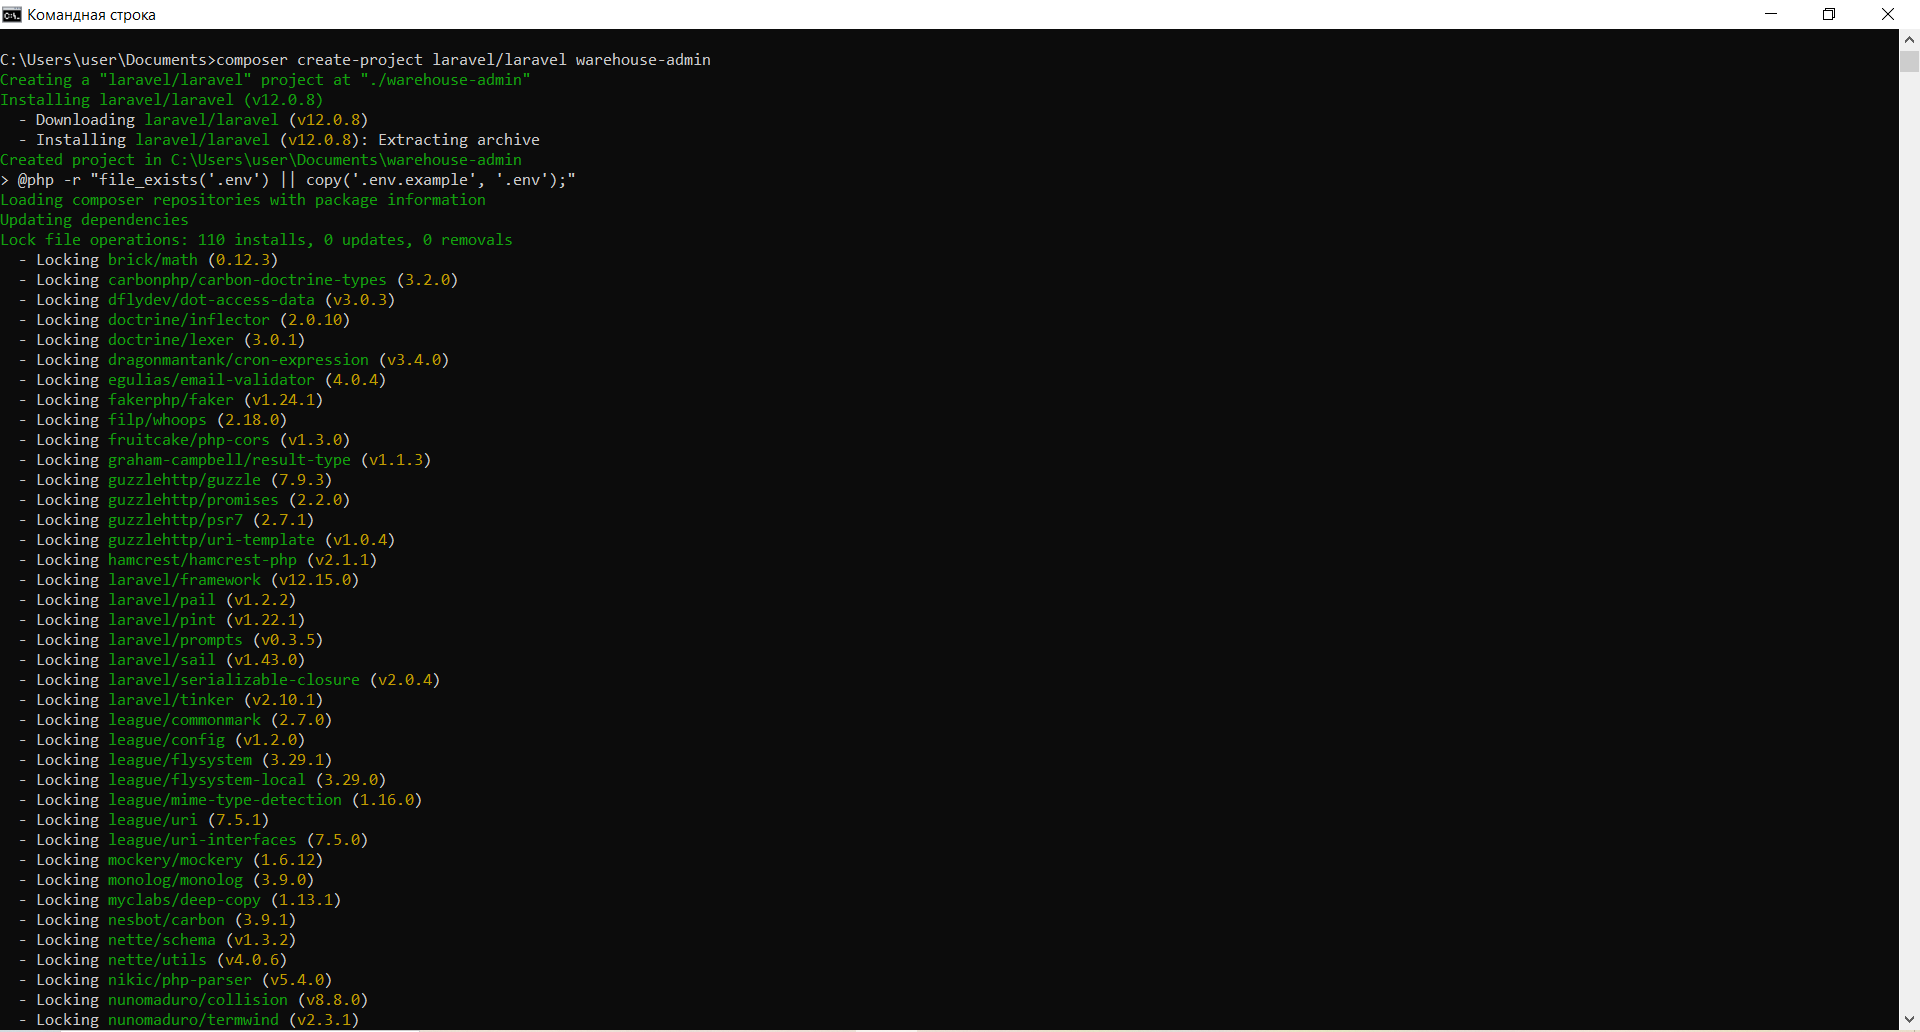 Командная строка
C:\Users\user\Documents>composer create-project laravel/laravel warehouse-admin
Creating a "laravel/laravel" project at "./warehouse-admin"
Installing laravel/laravel (v12.0.8)
  - Downloading laravel/laravel (v12.0.8)
  - Installing laravel/laravel (v12.0.8): Extracting archive
Created project in C:\Users\user\Documents\warehouse-admin
> @php -r "file_exists('.env') || copy('.env.example', '.env');"
Loading composer repositories with package information
Updating dependencies
Lock file operations: 110 installs, 0 updates, 0 removals
  - Locking brick/math (0.12.3)
  - Locking carbonphp/carbon-doctrine-types (3.2.0)
  - Locking dflydev/dot-access-data (v3.0.3)
  - Locking doctrine/inflector (2.0.10)
  - Locking doctrine/lexer (3.0.1)
  - Locking dragonmantank/cron-expression (v3.4.0)
  - Locking egulias/email-validator (4.0.4)
  - Locking fakerphp/faker (v1.24.1)
  - Locking filp/whoops (2.18.0)
  - Locking fruitcake/php-cors (v1.3.0)
  - Locking graham-campbell/result-type (v1.1.3)
  - Locking guzzlehttp/guzzle (7.9.3)
  - Locking guzzlehttp/promises (2.2.0)
  - Locking guzzlehttp/psr7 (2.7.1)
  - Locking guzzlehttp/uri-template (v1.0.4)
  - Locking hamcrest/hamcrest-php (v2.1.1)
  - Locking laravel/framework (v12.15.0)
  - Locking laravel/pail (v1.2.2)
  - Locking laravel/pint (v1.22.1)
  - Locking laravel/prompts (v0.3.5)
  - Locking laravel/sail (v1.43.0)
  - Locking laravel/serializable-closure (v2.0.4)
  - Locking laravel/tinker (v2.10.1)
  - Locking league/commonmark (2.7.0)
  - Locking league/config (v1.2.0)
  - Locking league/flysystem (3.29.1)
  - Locking league/flysystem-local (3.29.0)
  - Locking league/mime-type-detection (1.16.0)
  - Locking league/uri (7.5.1)
  - Locking league/uri-interfaces (7.5.0)
  - Locking mockery/mockery (1.6.12)
  - Locking monolog/monolog (3.9.0)
  - Locking myclabs/deep-copy (1.13.1)
  - Locking nesbot/carbon (3.9.1)
  - Locking nette/schema (v1.3.2)
  - Locking nette/utils (v4.0.6)
  - Locking nikic/php-parser (v5.4.0)
  - Locking nunomaduro/collision (v8.8.0)
  - Locking nunomaduro/termwind (v2.3.1)